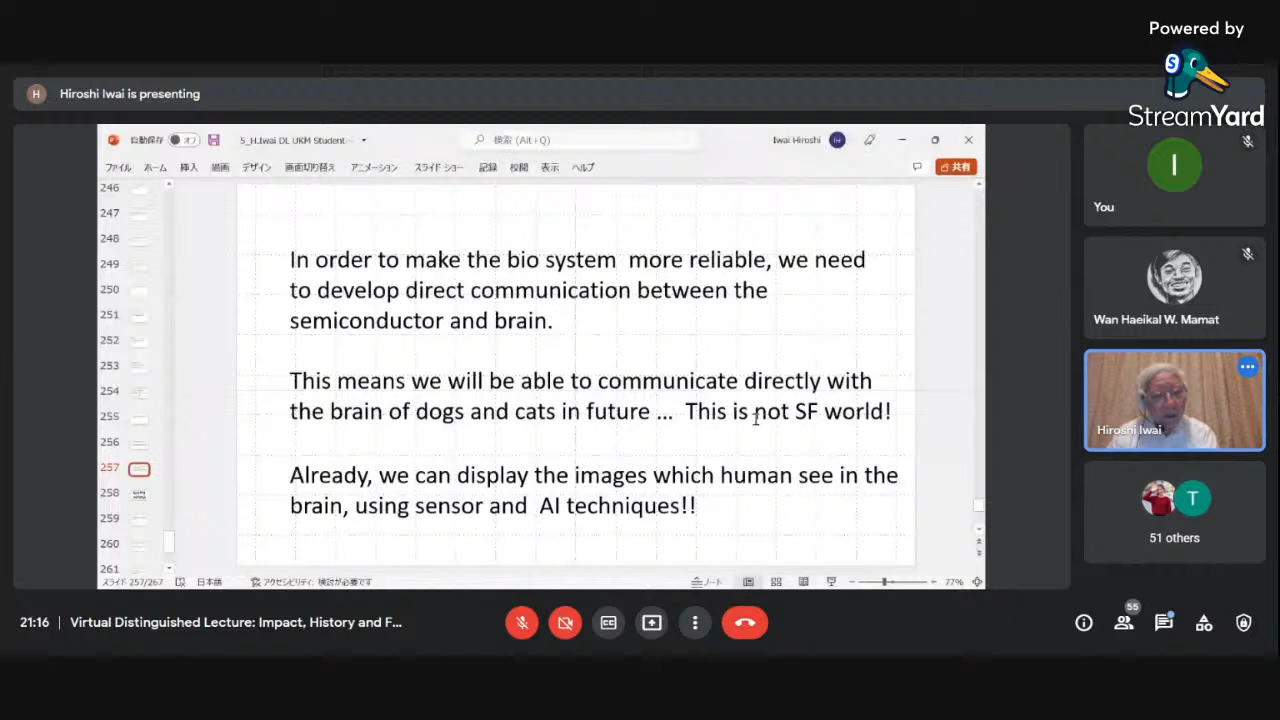 Powered by
StreamYard
H
Hiroshi Iwai is presenting
自動保存 オフ
5_H.Iwai DL UKM Student
検索 (Alt+Q)
Iwai Hiroshi
IH
ファイル ホーム 挿入 描画 デザイン 画面切り替え アニメーション スライド ショー 記録 校閲 表示 ヘルプ
共有
246
247
248
249
250
251
252
253
254
255
256
257
258
259
260
261
In order to make the bio system more reliable, we need
to develop direct communication between the
semiconductor and brain.
This means we will be able to communicate directly with
the brain of dogs and cats in future ... This is not SF world!
Already, we can display the images which human see in the
brain, using sensor and AI techniques!!
スライド 257/267
日本語
アクセシビリティ: 検討が必要です
ノート
77%
I
You
Wan Haeikal W. Mamat
Hiroshi Iwai
T
51 others
21:16 | Virtual Distinguished Lecture: Impact, History and F...
CC
55